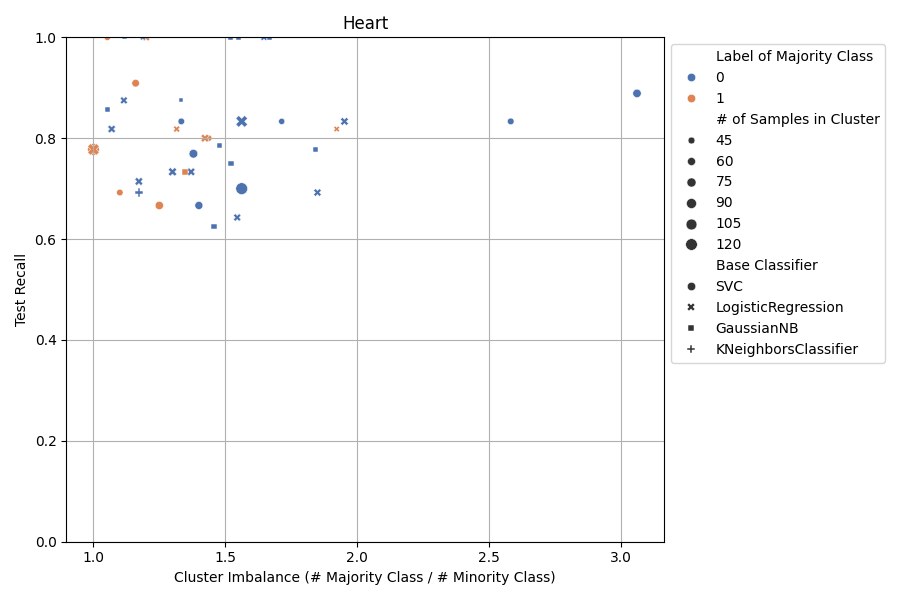 Heart
1.0
0.8
0.6
0.4
0.2
0.0
Test Recall
1.0
1.5
2.0
2.5
3.0
Cluster Imbalance (# Majority Class / # Minority Class)
Label of Majority Class
0
1
# of Samples in Cluster
45
60
75
90
105
120
Base Classifier
SVC
LogisticRegression
GaussianNB
KNeighborsClassifier